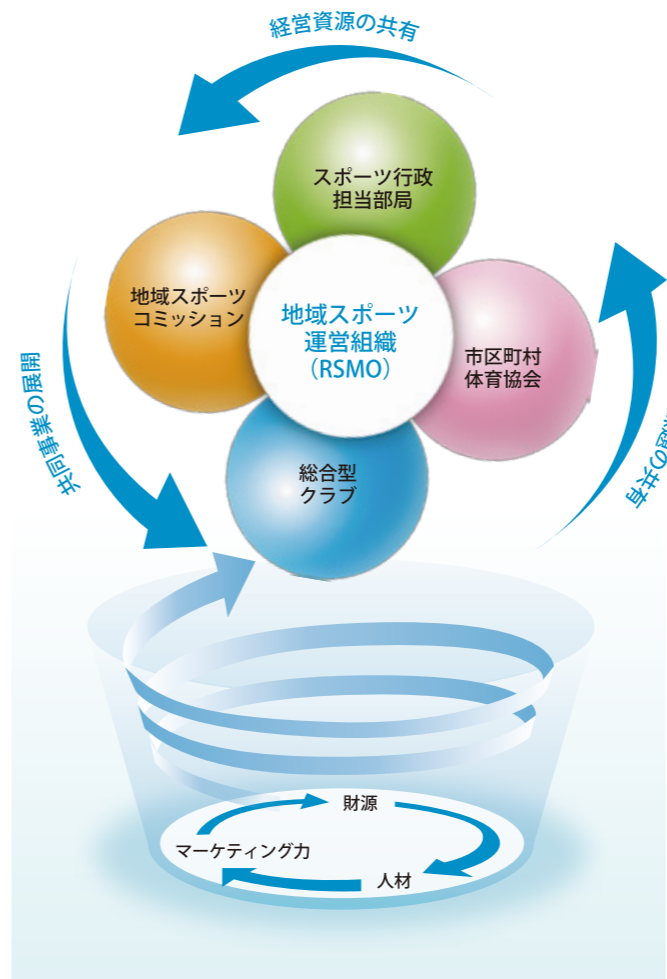 経営資源の共有
スポーツ行政
担当部局
地域スポーツ
コミッション
地域スポーツ
運営組織
(RSMO)
市区町村
体育協会
総合型
クラブ
共同事業の展開
の共有
財源
マーケティング力
人材